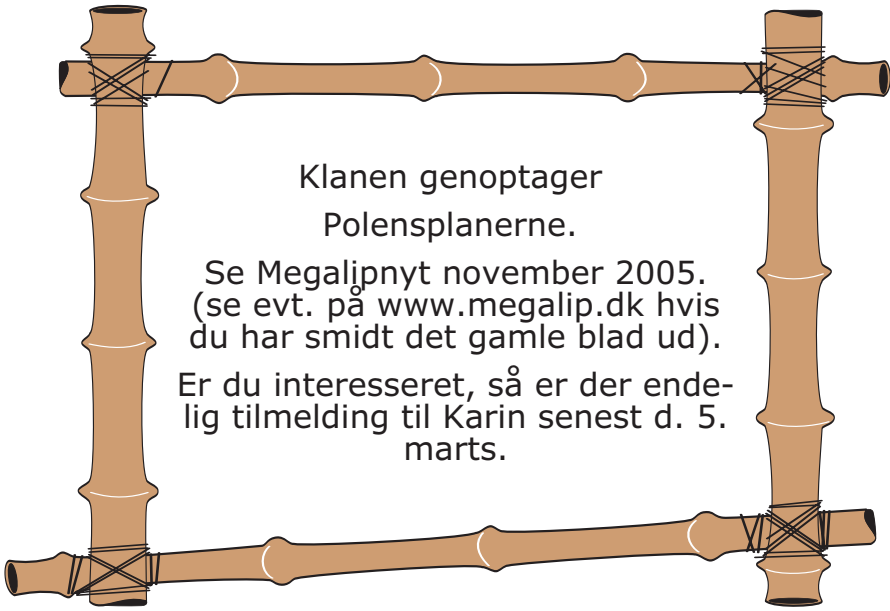 Klanen genoptager
Polensplanerne.
Se Megalipnyt november 2005.
(se evt. på www.megalip.dk hvis
du har smidt det gamle blad ud).
Er du interesseret, så er der ende-
lig tilmelding til Karin senest d. 5.
marts.